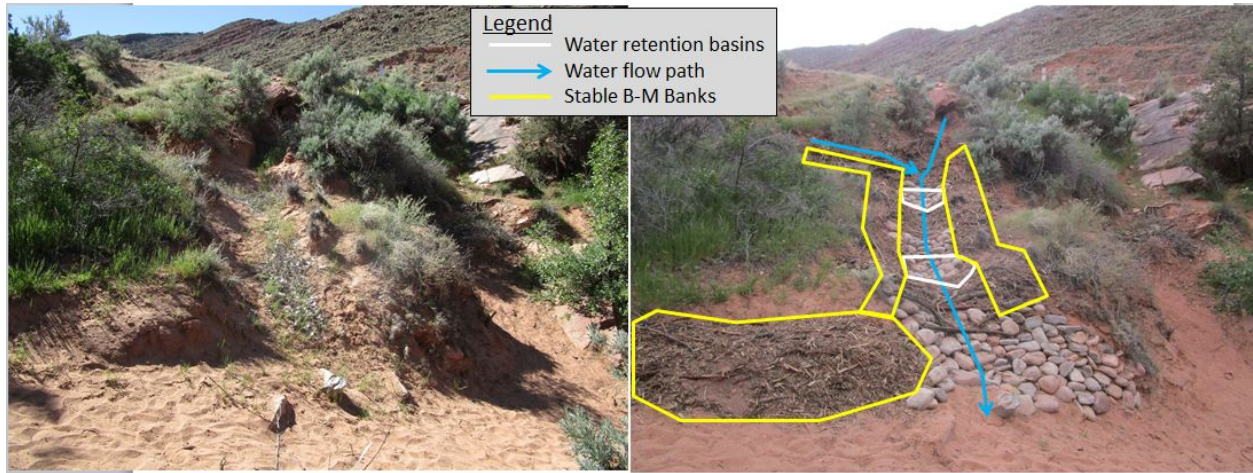 Legend
Water retention basins
Water flow path
Stable B-M Banks